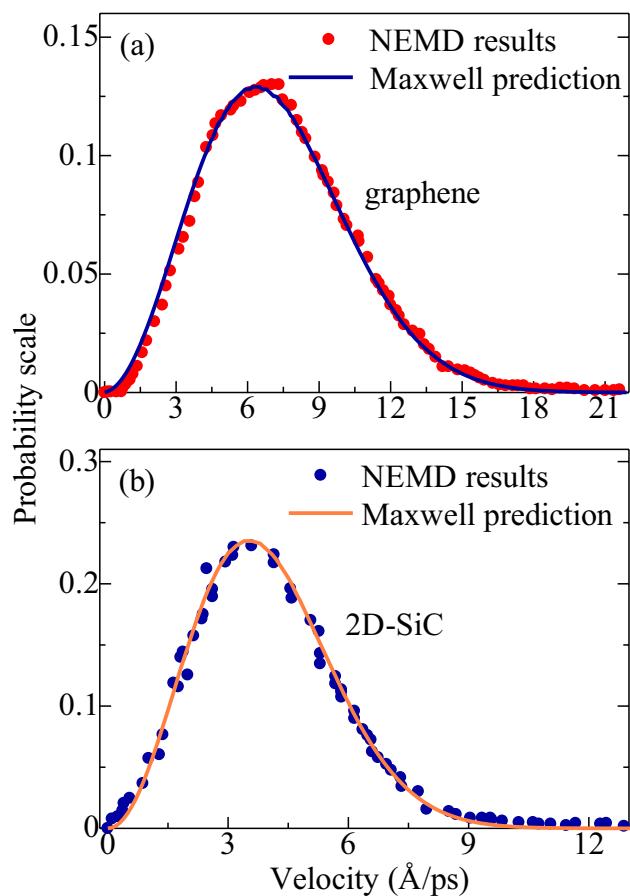 0.15
(a)
NEMD results
Maxwell prediction
0.1
graphene
0.05
0
0 3 6 9 12 15 18 21
Probability scale
0.3
(b)
NEMD results
Maxwell prediction
0.2
2D-SiC
0.1
0
0 3 6 9 12
Velocity (Å/ps)